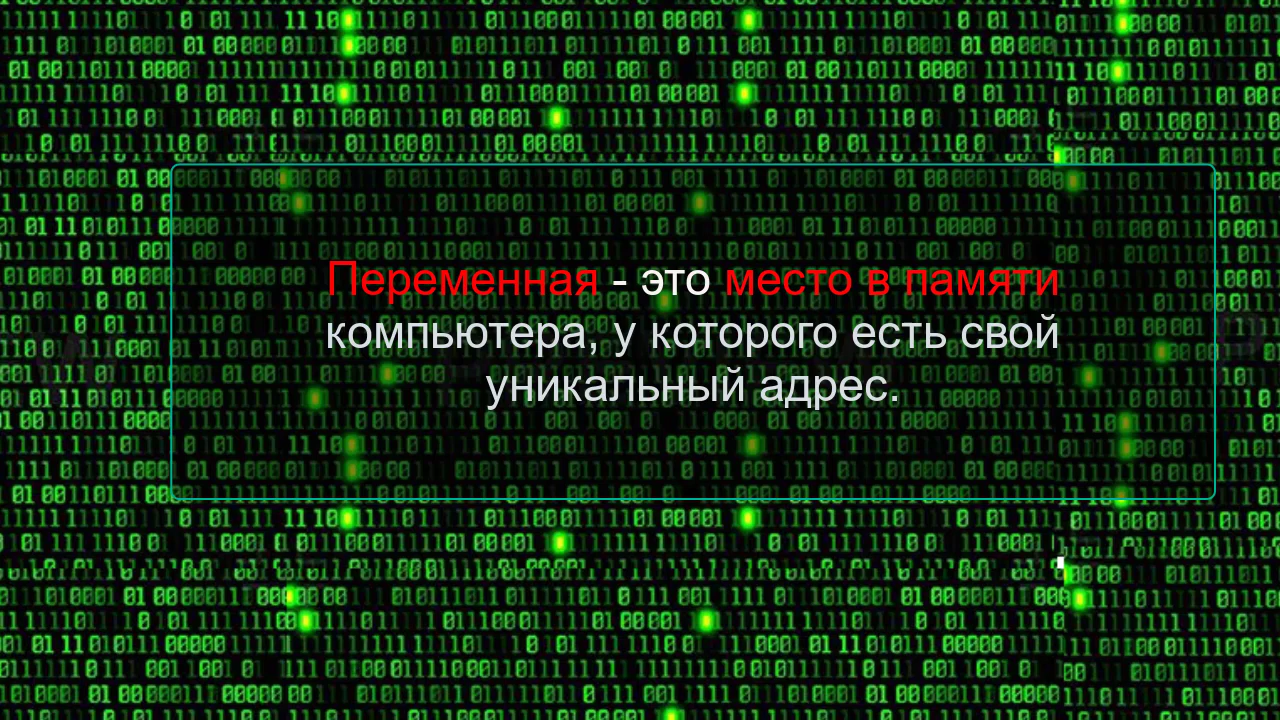 Переменная - это место в памяти
компьютера, у которого есть свой
уникальный адрес.